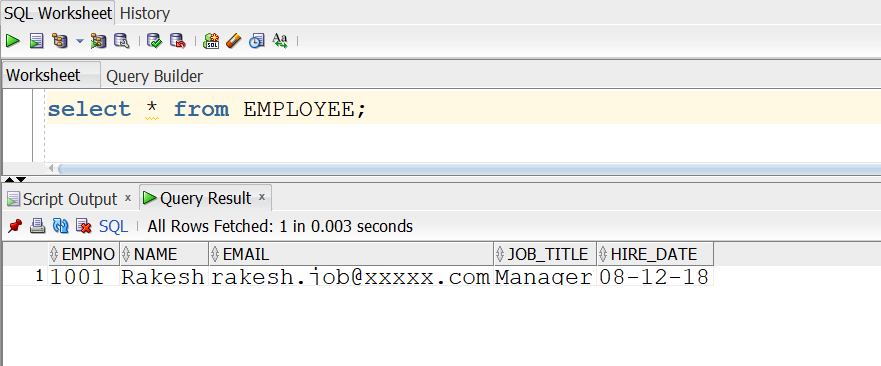 SQL Worksheet History
Worksheet Query Builder
select * from EMPLOYEE;
Script Output × Query Result ×
SQL All Rows Fetched: 1 in 0.003 seconds
EMPNO NAME EMAIL JOB_TITLE HIRE_DATE
1 1001 Rakesh rakesh.job@xxxxx.com Manager 08-12-18